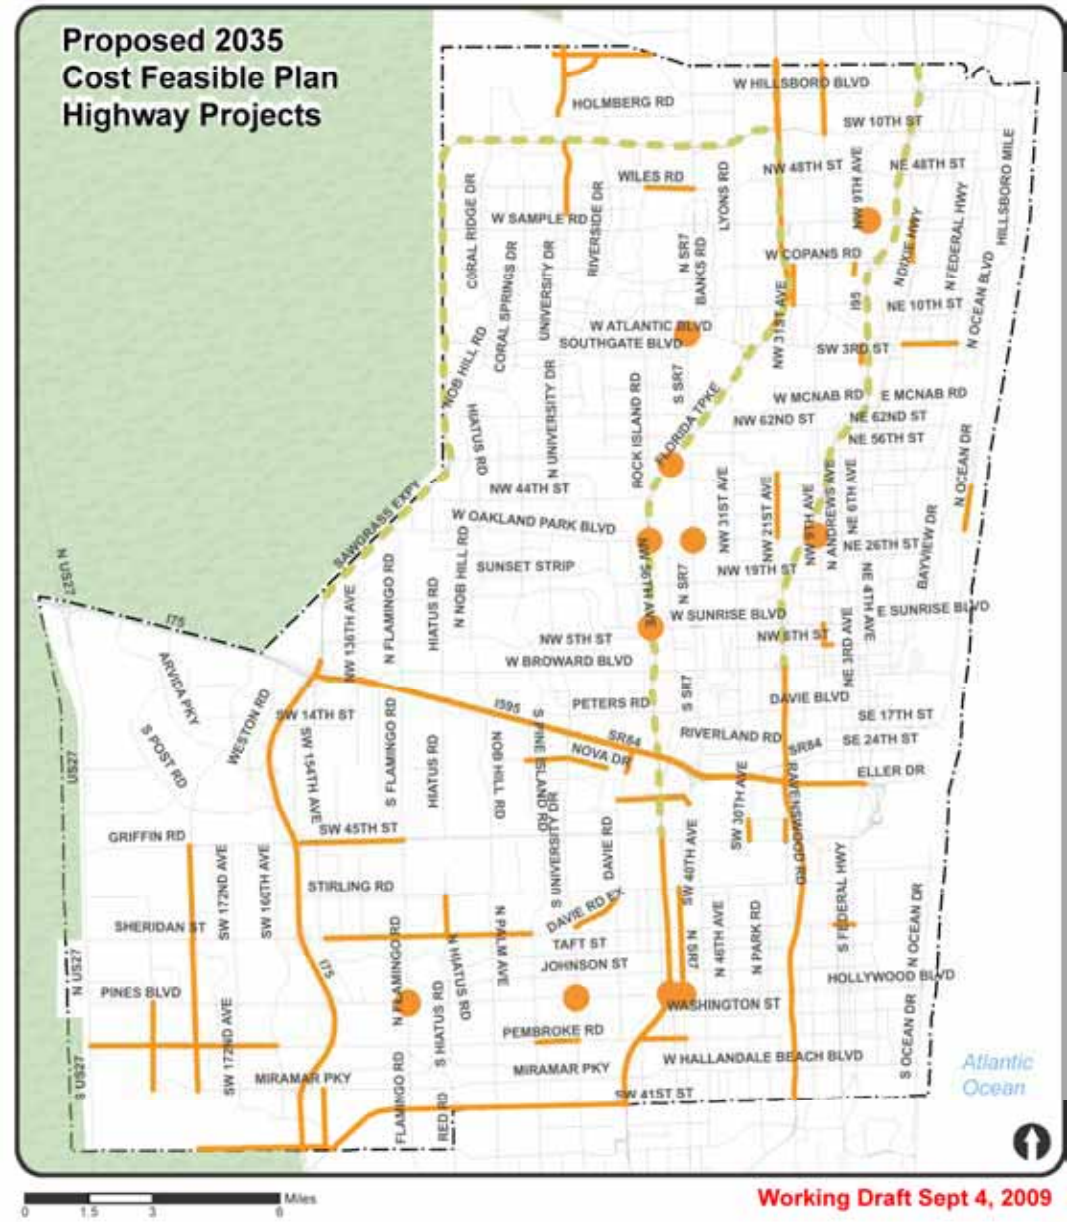 Proposed 2035
Cost Feasible Plan
Highway Projects
W HILLSBORO BLVD
HOLMBERG RD
SW 10TH ST
HILLSBORO MILE
NW 48TH ST
NW 9TH AVE
NE 48TH ST
WILES RD
LYONS RD
CORAL RIDGE DR
RIVERSIDE DR
N FEDERAL HWY
W SAMPLE RD
N DIXIE HWY
N SR7
BANKS RD
W COPANS RD
CORAL SPRINGS DR
UNIVERSITY DR
N OCEAN BLVD
NW 31ST AVE
I95
NE 10TH ST
W ATLANTIC BLVD
SOUTHGATE BLVD
SW 3RD ST
NOB HILL RD
S SR7
FLORIDA TPKE
W MCNAB RD
E MCNAB RD
N UNIVERSITY DR
ROCK ISLAND RD
HIATUS RD
NW 62ND ST
NE 62ND ST
NE 56TH ST
N OCEAN DR
NW 44TH ST
SAWGRASS EXPY
W OAKLAND PARK BLVD
NW 31ST AVE
NW 21ST AVE
NW 9TH AVE
N ANDREWS AVE
NE 6TH AVE
NE 26TH ST
BAYVIEW DR
N US27
N FLAMINGO RD
HIATUS RD
N NOB HILL RD
SUNSET STRIP
NW 56TH AVE
N SR7
NW 19TH ST
NE 4TH AVE
I75
NW 136TH AVE
W SUNRISE BLVD
E SUNRISE BLVD
NW 5TH ST
NW 6TH ST
NE 3RD AVE
W BROWARD BLVD
ARVIDA PKY
WESTON RD
SW 14TH ST
I595
PETERS RD
S SR7
DAVIE BLVD
SE 17TH ST
S POST RD
SW 154TH AVE
S FLAMINGO RD
HIATUS RD
NOB HILL RD
S PINE ISLAND RD
NOVA DR
SR84
RIVERLAND RD
SR84
SE 24TH ST
US27
ELLER DR
SW 30TH AVE
RAVENSWOOD RD
GRIFFIN RD
SW 45TH ST
S UNIVERSITY DR
DAVIE RD
SW 40TH AVE
SW 172ND AVE
SW 160TH AVE
STIRLING RD
S FEDERAL HWY
DAVIE RD EX
SHERIDAN ST
N FLAMINGO RD
N HIATUS RD
N PALM AVE
TAFT ST
JOHNSON ST
N SR7
N 46TH AVE
N PARK RD
N OCEAN DR
N US27
I75
HOLLYWOOD BLVD
PINES BLVD
WASHINGTON ST
S HIATUS RD
PEMBROKE RD
S OCEAN DR
SW 172ND AVE
S US27
MIRAMAR PKY
MIRAMAR PKY
W HALLANDALE BEACH BLVD
FLAMINGO RD
RED RD
SW 41ST ST
Atlantic
Ocean
Miles
0 1.5 3 6
Working Draft Sept 4, 2009